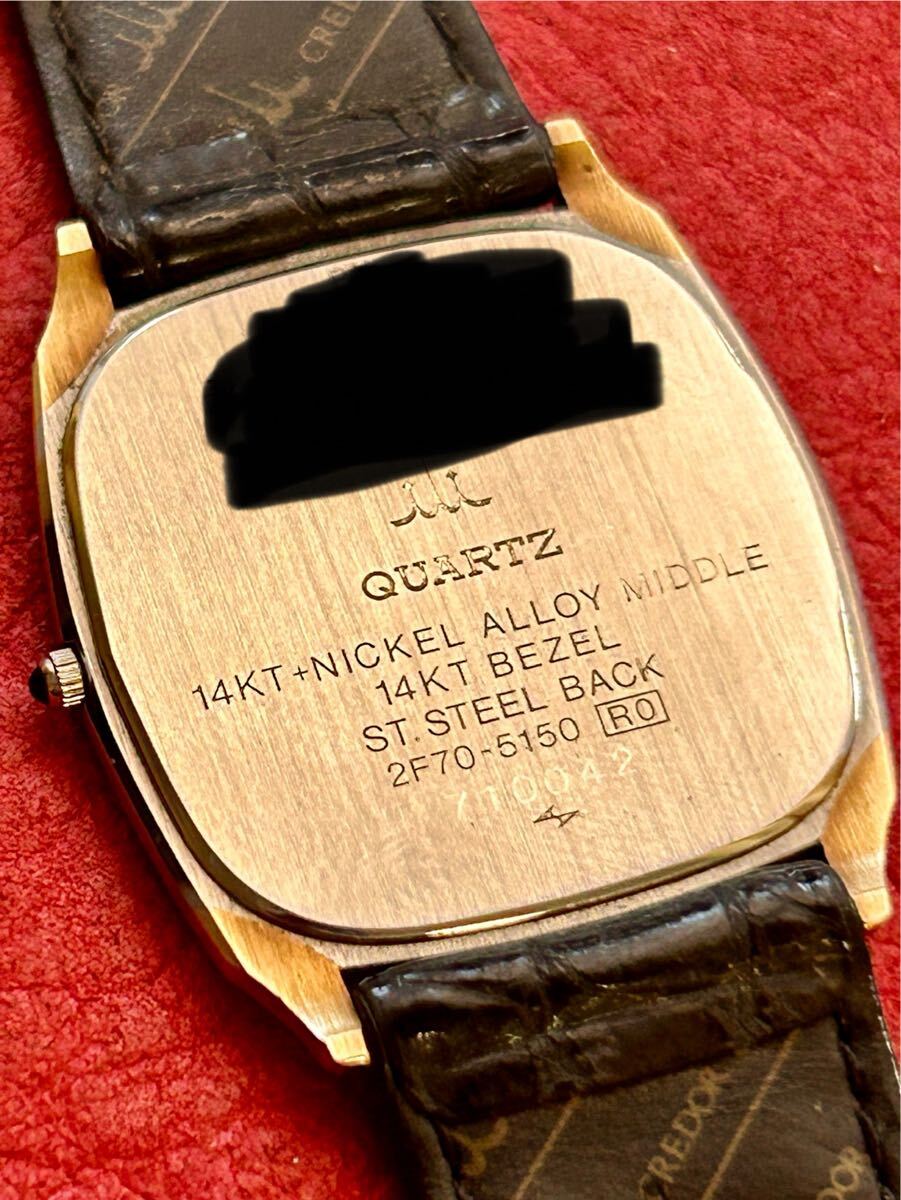 CREDOR
QUARTZ
14KT+NICKEL ALLOY MIDDLE
14KT BEZEL
ST.STEEL BACK
2F70-5150 R0
710042
CREDOR